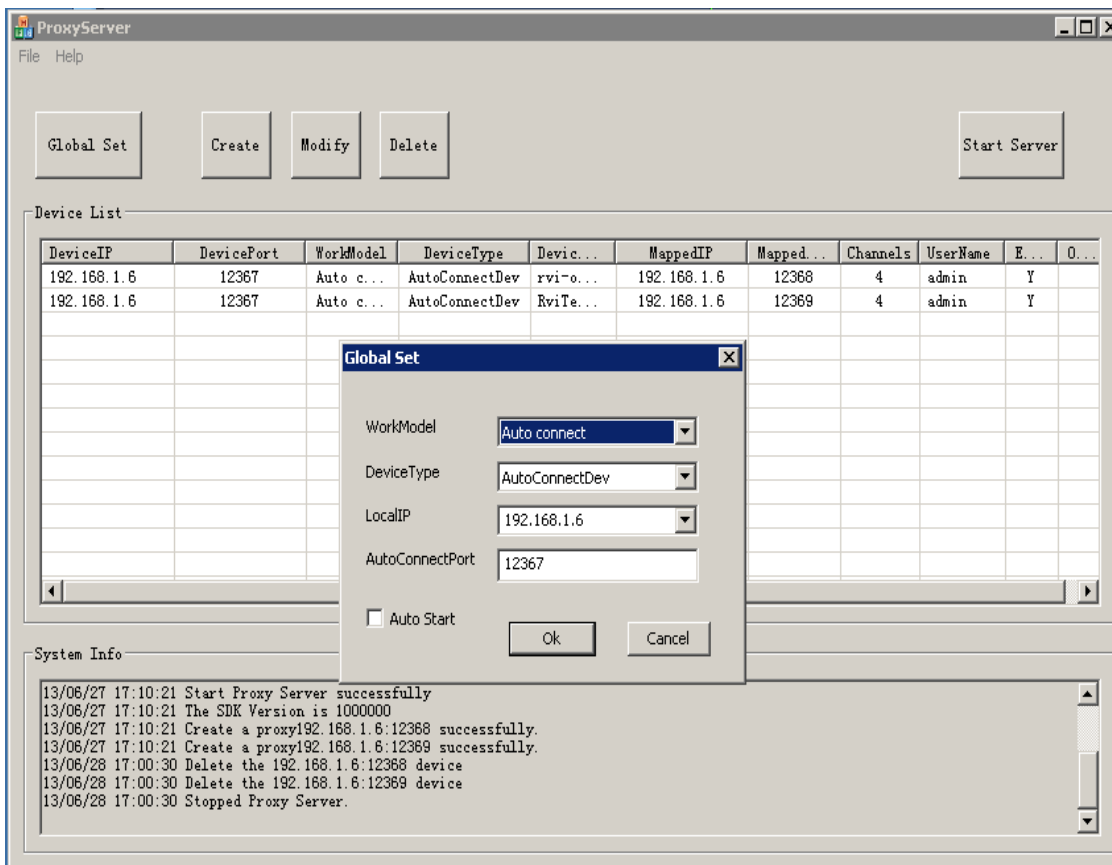 ProxyServer
File Help
Global Set Create Modify Delete Start Server
Device List
DeviceIP DevicePort WorkModel DeviceType Devic... MappedIP Mapped... Channels UserName E... O...
192.168.1.6 12367 Auto c... AutoConnectDev rvi-o... 192.168.1.6 12368 4 admin Y
192.168.1.6 12367 Auto c... AutoConnectDev RviTe... 192.168.1.6 12369 4 admin Y
Global Set
WorkModel Auto connect
DeviceType AutoConnectDev
LocalIP 192.168.1.6
AutoConnectPort 12367
Auto Start Ok Cancel
System Info
13/06/27 17:10:21 Start Proxy Server successfully
13/06/27 17:10:21 The SDK Version is 1000000
13/06/27 17:10:21 Create a proxy192.168.1.6:12368 successfully.
13/06/27 17:10:21 Create a proxy192.168.1.6:12369 successfully.
13/06/28 17:00:30 Delete the 192.168.1.6:12368 device
13/06/28 17:00:30 Delete the 192.168.1.6:12369 device
13/06/28 17:00:30 Stopped Proxy Server.